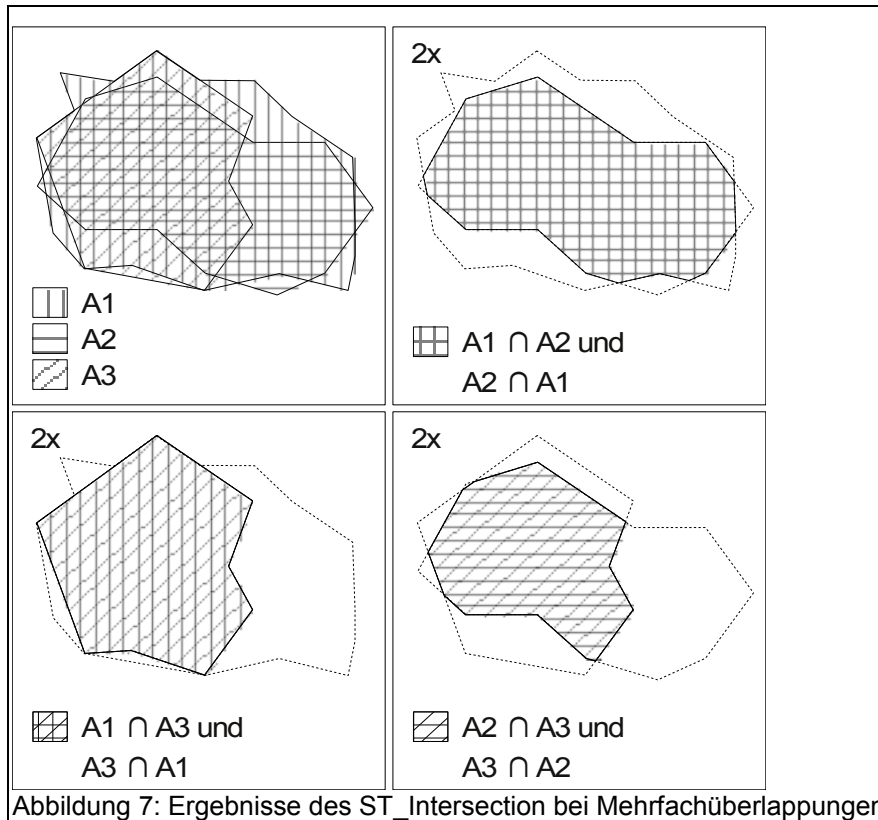 A1
A2
A3
2x
A1 ∩ A2 und
A2 ∩ A1
2x
A1 ∩ A3 und
A3 ∩ A1
2x
A2 ∩ A3 und
A3 ∩ A2
Abbildung 7: Ergebnisse des ST_Intersection bei Mehrfachüberlappungen